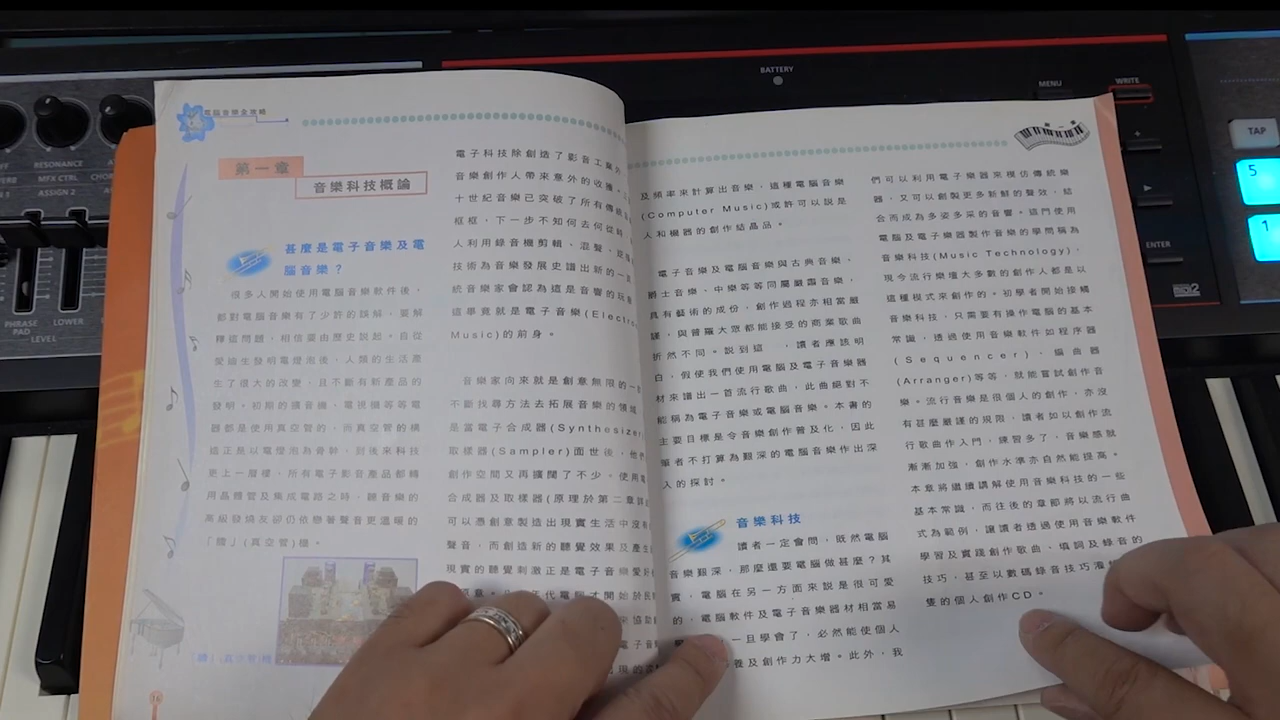 BATTERY
MENU
WRITE
TAP
RESONANCE
MFX CTRL
ASSIGN 2
ENTER
5
1
PHRASE PAD
LOWER
LEVEL
電腦音樂全攻略
第一章
音樂科技概論
甚麼是電子音樂及電
腦音樂？
很多人開始使用電腦音樂軟件後，
都對電腦音樂有了少許的誤解，要解
釋這問題，相信要由歷史說起。自從
愛迪生發明電燈泡後，人類的生活產
生了很大的改變，且不斷有新產品的
發明。初期的擴音機、電視機等等電
器都是使用真空管的，而真空管的構
造正是以電燈泡為骨幹，到後來科技
更上一層樓，所有電子影音產品都轉
用晶體管及集成電路之時，聽音樂的
高級發燒友卻仍依戀著聲音更溫暖的
「膽」(真空管)機。
「膽」真空管機
16
電子科技除創造了影音工業外
音樂創作人帶來意外的收穫。
十世紀音樂已突破了所有傳統
框框，下一步不知何去何從時
人利用錄音機剪輯、混聲
技術為音樂發展史譜出新的一
統音樂家會認為這是音響的玩
這畢竟就是電子音樂(Electro
Music)的前身。
音樂家向來就是創意無限的一
不斷找尋方法去拓展音樂的領域
是當電子合成器(Synthesizer
取樣器(Sampler)面世後，他們
創作空間又再擴闊了不少。使用電
合成器及取樣器(原理於第二章詳
可以憑創意製造出現實生活中沒有
聲音，而創造新的聽覺效果及產生
現實的聽覺刺激正是電子音樂愛好
代電腦才開始於民
來協助
子音
限的
及頻率來計算出音樂，這種電腦音樂
(Computer Music)或許可以說是
人和機器的創作結晶品。
電子音樂及電腦音樂與古典音樂、
爵士音樂、中樂等等同屬嚴肅音樂，
具有藝術的成份，創作過程亦相當嚴
謹，與普羅大眾都能接受的商業歌曲
折然不同。說到這 ，讀者應該明
白，假使我們使用電腦及電子音樂器
材來譜出一首流行歌曲，此曲絕對不
能稱為電子音樂或電腦音樂。本書的
主要目標是令音樂創作普及化，因此
筆者不打算為艱深的電腦音樂作出深
入的探討。
音樂科技
讀者一定會問，既然電腦
音樂艱深，那麼還要電腦做甚麼？其
實，電腦在另一方面來說是很可愛
的，電腦軟件及電子音樂器材相當易
一旦學會了，必然能使個人
養及創作力大增。此外，我
們可以利用電子樂器來模仿傳統樂
器，又可以創製更多新鮮的聲效，結
合而成為多姿多采的音響。這門使用
電腦及電子樂器製作音樂的學問稱為
音樂科技(Music Technology)，
現今流行樂壇大多數的創作人都是以
這種模式來創作的。初學者開始接觸
音樂科技，只需要有操作電腦的基本
常識，透過使用音樂軟件如程序器
(Sequencer)、編曲器
(Arranger)等等，就能嘗試創作音
樂。流行音樂是很個人的創作，亦沒
有甚麼嚴謹的規限，讀者如以創作流
行歌曲作入門，練習多了，音樂感就
漸漸加強，創作水準亦自然能提高。
本章將繼續講解使用音樂科技的一些
基本常識，而往後的章節將以流行曲
式為範例，讓讀者透過使用音樂軟件
學習及實踐創作歌曲、填詞及錄音的
技巧，甚至以數碼錄音技巧灌
隻的個人創作CD。